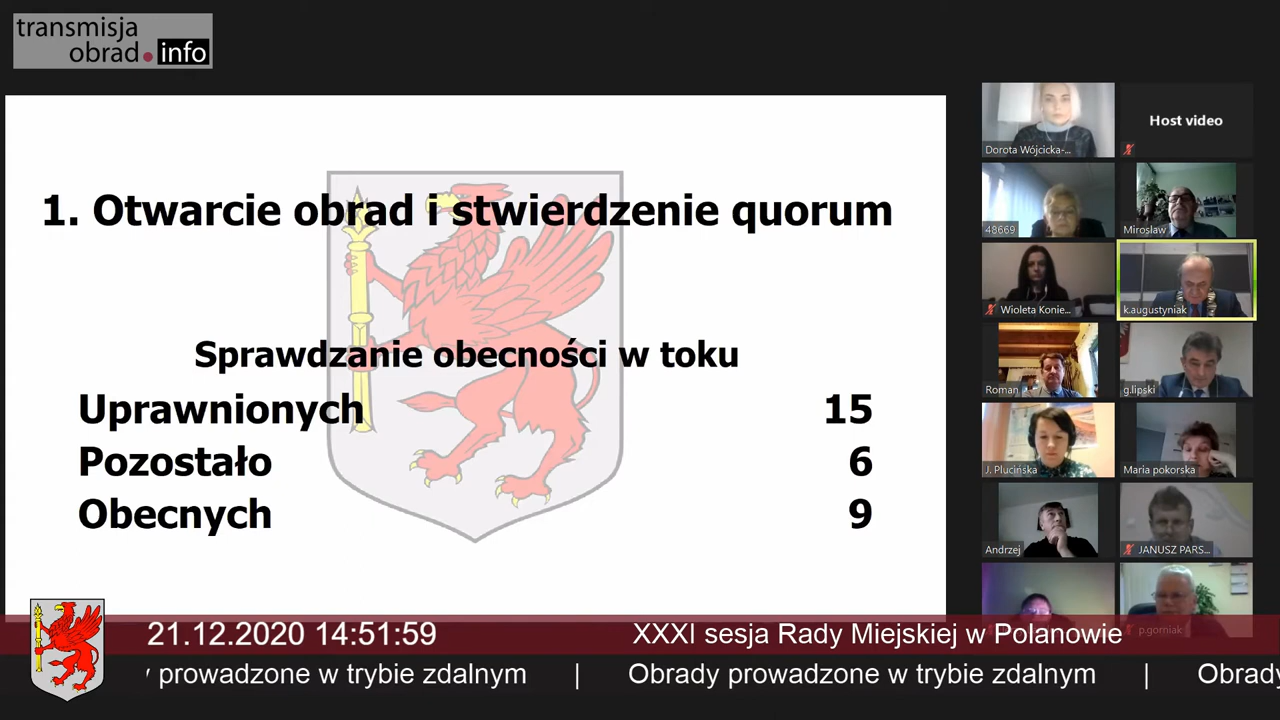 transmisja
obrad.info
1. Otwarcie obrad i stwierdzenie quorum
Sprawdzanie obecności w toku
Uprawnionych 15
Pozostało 6
Obecnych 9
Dorota Wójcicka-...
Host video
48669
Miroslaw
Wioleta Konie...
k.augustyniak
Roman
g.lipski
J. Plucińska
Maria pokorska
Andrzej
JANUSZ PARS...
p.gorniak
21.12.2020 14:51:59
XXXI sesja Rady Miejskiej w Polanowie
prowadzone w trybie zdalnym | Obrady prowadzone w trybie zdalnym | Obrady